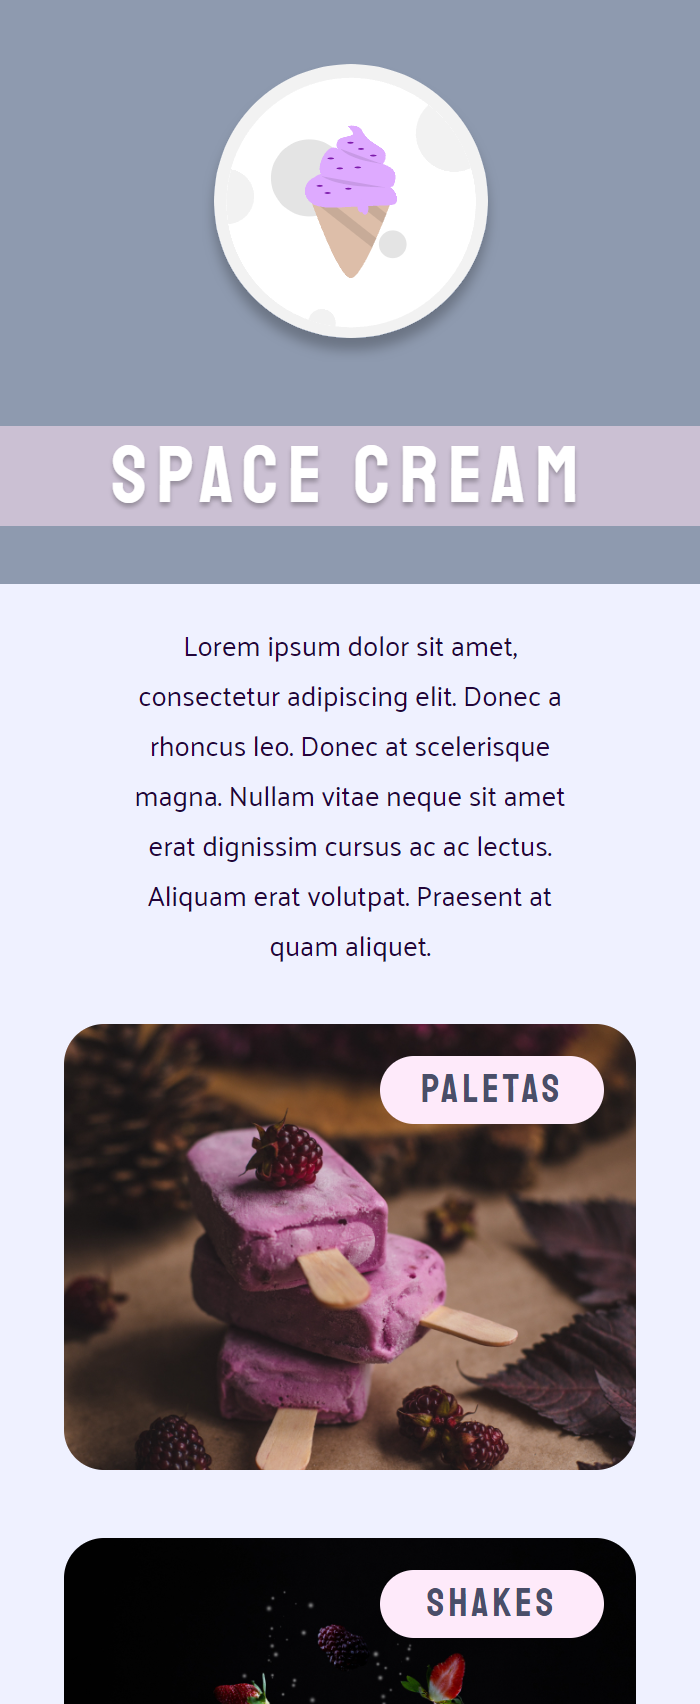 SPACE CREAM
Lorem ipsum dolor sit amet,
consectetur adipiscing elit. Donec a
rhoncus leo. Donec at scelerisque
magna. Nullam vitae neque sit amet
erat dignissim cursus ac ac lectus.
Aliquam erat volutpat. Praesent at
quam aliquet.
PALETAS
SHAKES